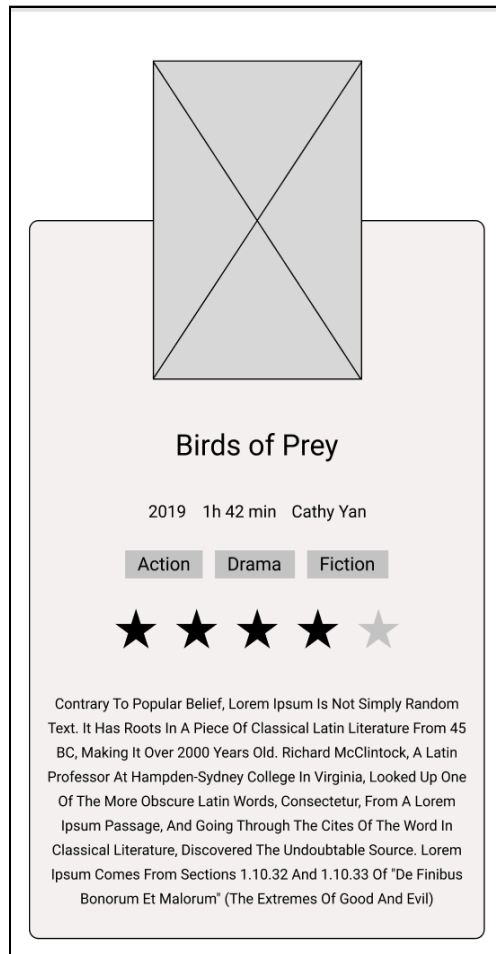 Birds of Prey
2019 1h 42 min Cathy Yan
Action Drama Fiction
Contrary To Popular Belief, Lorem Ipsum Is Not Simply Random
Text. It Has Roots In A Piece Of Classical Latin Literature From 45
BC, Making It Over 2000 Years Old. Richard McClintock, A Latin
Professor At Hampden-Sydney College In Virginia, Looked Up One
Of The More Obscure Latin Words, Consectetur, From A Lorem
Ipsum Passage, And Going Through The Cites Of The Word In
Classical Literature, Discovered The Undoubtable Source. Lorem
Ipsum Comes From Sections 1.10.32 And 1.10.33 Of "De Finibus
Bonorum Et Malorum" (The Extremes Of Good And Evil)